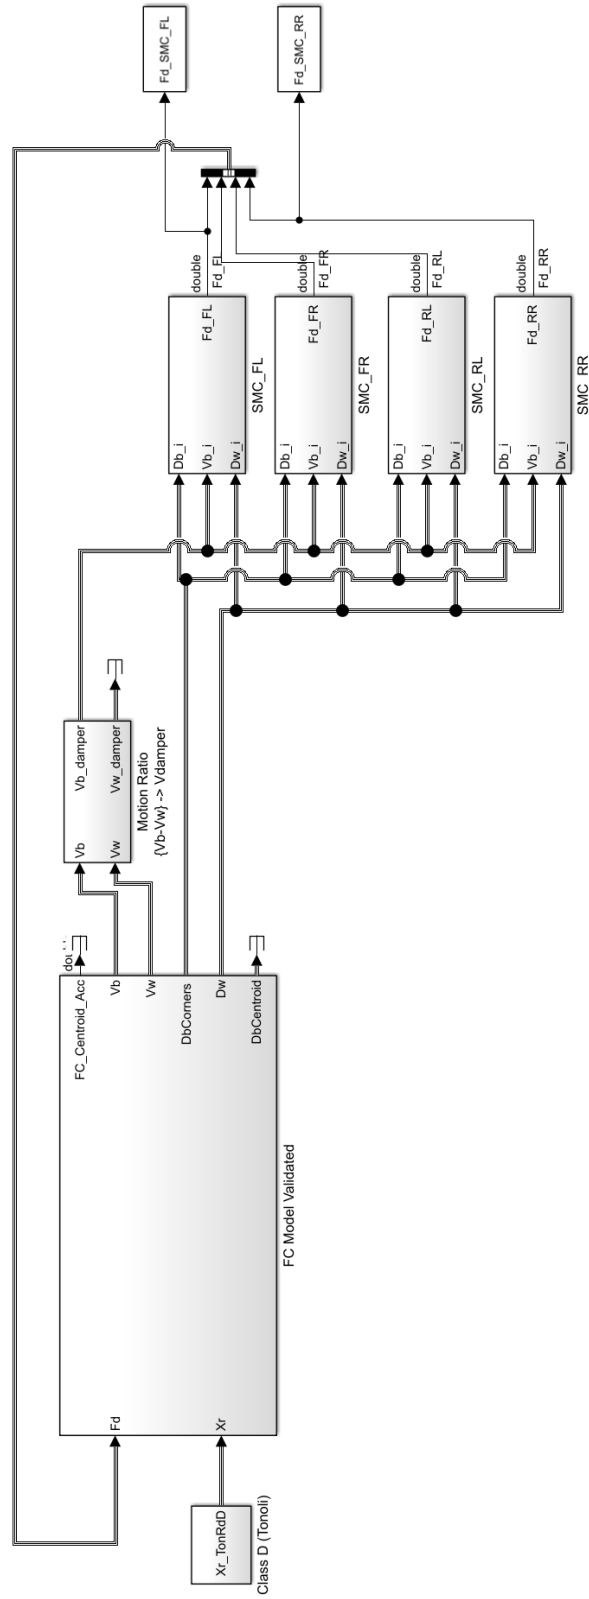 Xr_TonRdD
Class D (Tonoli)
Fd
Xr
FC_Centroid_Acc
Vb
Vw
DbCorners
Dw
DbCentroid
FC Model Validated
Vb
Vw
Vb_damper
Vw_damper
Motion Ratio
{Vb-Vw} -> Vdamper
Db_i
Vb_i
Dw_i
Fd_FL
SMC_FL
double
Db_i
Vb_i
Dw_i
Fd_FR
SMC_FR
double
Fd_FR
Db_i
Vb_i
Dw_i
Fd_RL
SMC_RL
double
Fd_RL
Db_i
Vb_i
Dw_i
Fd_RR
SMC RR
double
Fd_RR
Fd_SMC_FL
Fd_SMC_RR